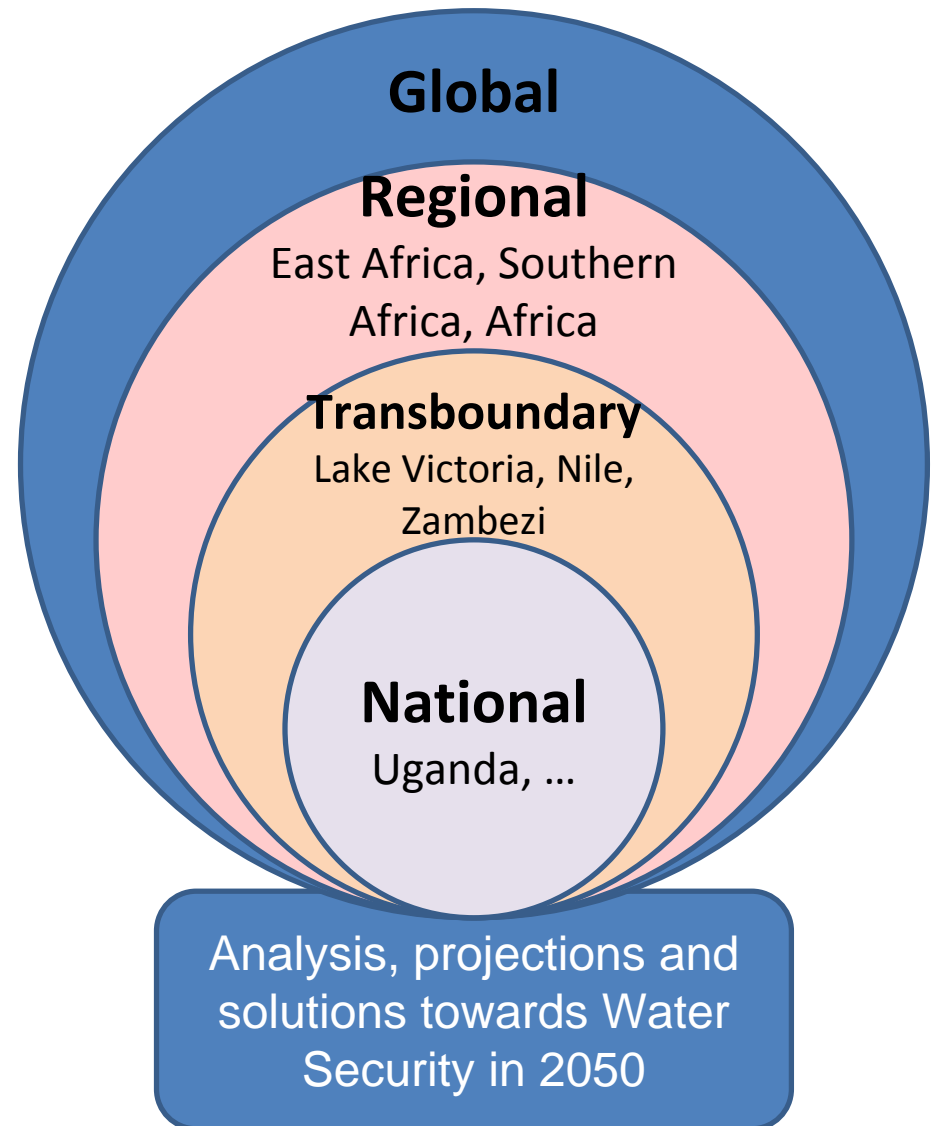 Global
Regional
East Africa, Southern
Africa, Africa
Transboundary
Lake Victoria, Nile,
Zambezi
National
Uganda, ...
Analysis, projections and
solutions towards Water
Security in 2050